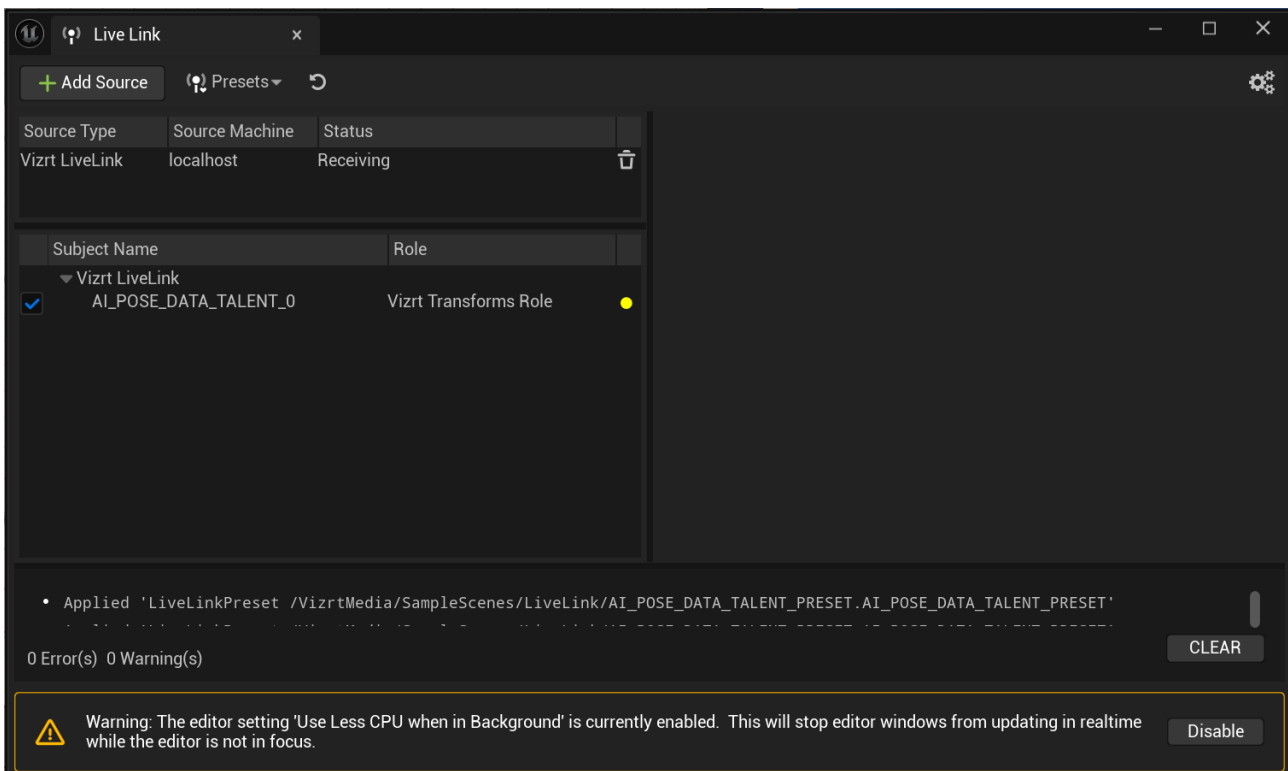 Live Link
Add Source Presets
Source Type Source Machine Status
Vizrt LiveLink localhost Receiving
Subject Name Role
Vizrt LiveLink
AI_POSE_DATA_TALENT_0 Vizrt Transforms Role
• Applied 'LiveLinkPreset /VizrtMedia/SampleScenes/LiveLink/AI_POSE_DATA_TALENT_PRESET.AI_POSE_DATA_TALENT_PRESET'
CLEAR
0 Error(s) 0 Warning(s)
Warning: The editor setting 'Use Less CPU when in Background' is currently enabled. This will stop editor windows from updating in realtime
while the editor is not in focus.
Disable